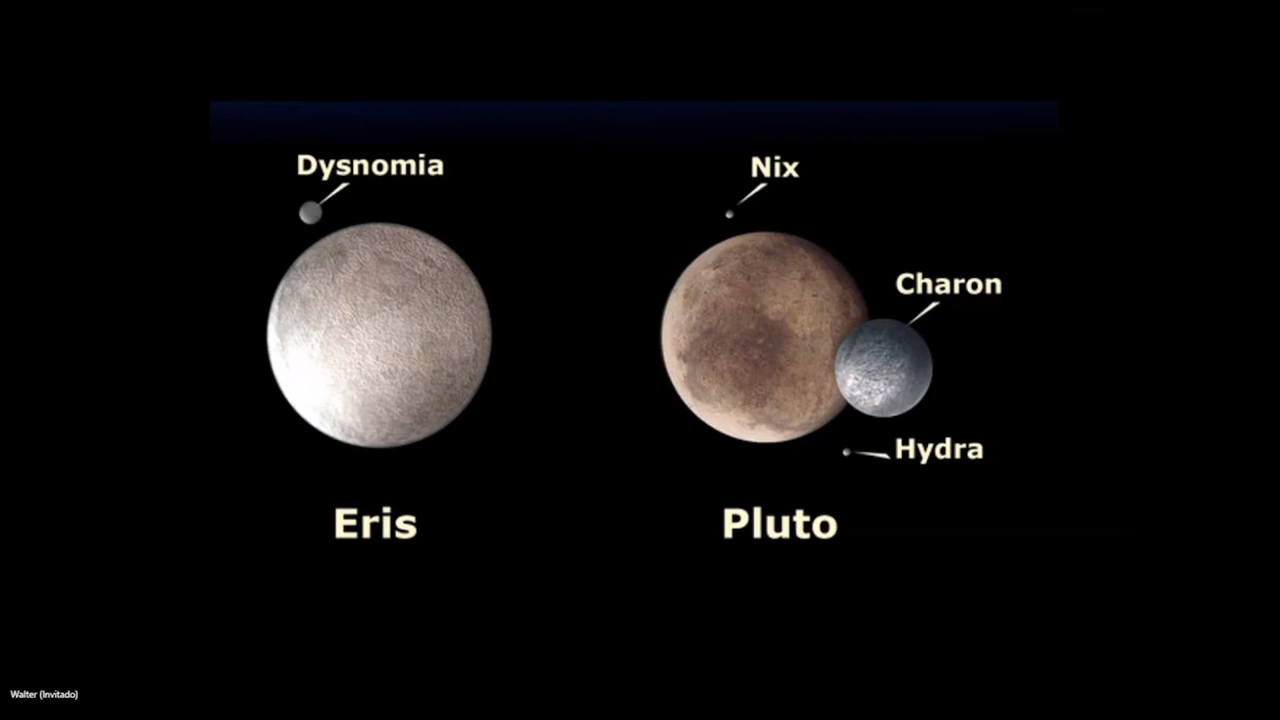 Dysnomia
Nix
Charon
Hydra
Eris
Pluto
Walter (Invitado)